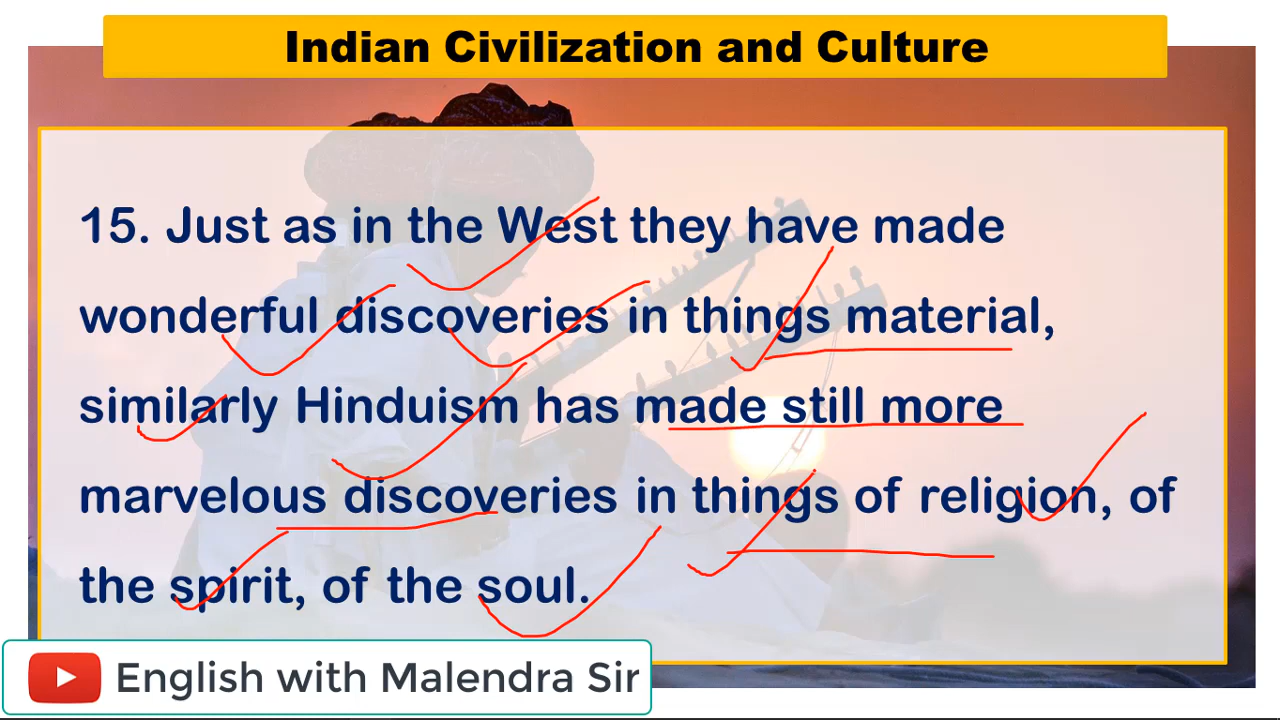 Indian Civilization and Culture
15. Just as in the West they have made
wonderful discoveries in things material,
similarly Hinduism has made still more
marvelous discoveries in things of religion, of
the spirit, of the soul.
English with Malendra Sir